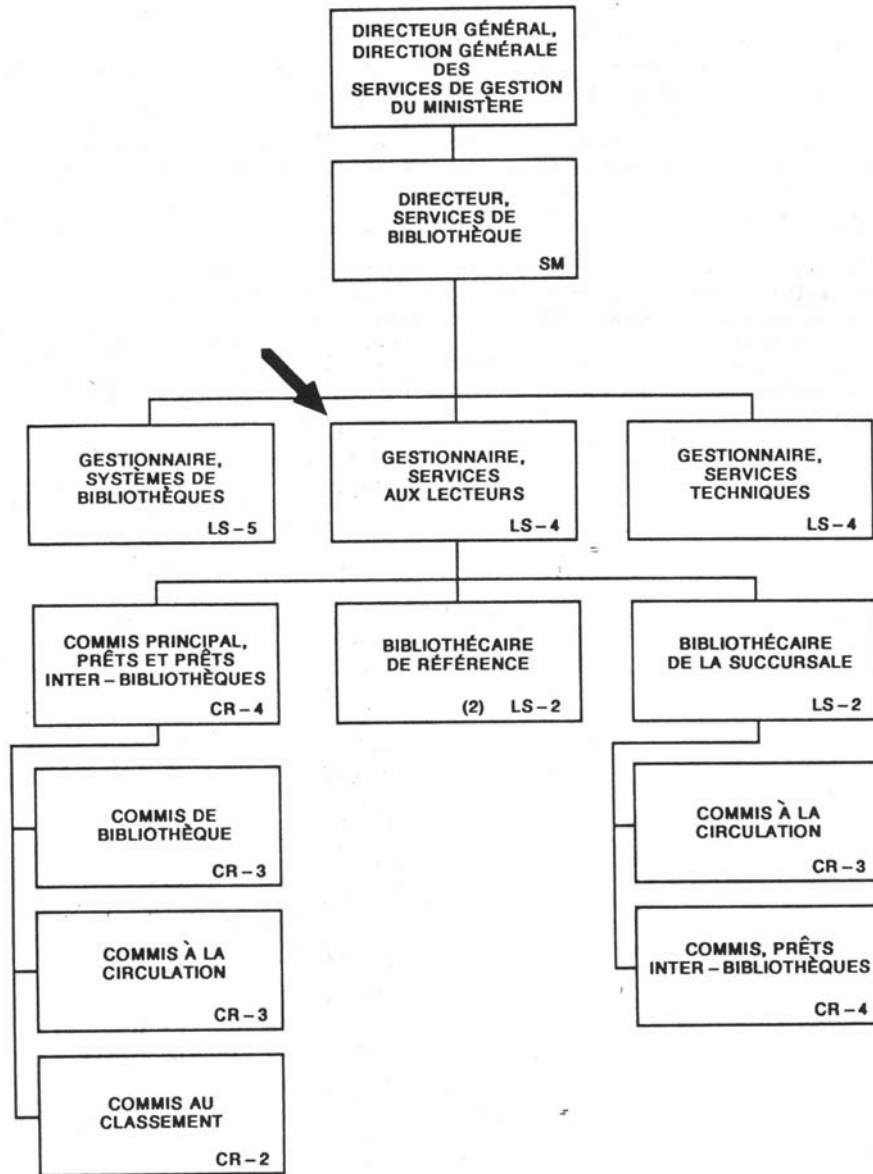 DIRECTEUR GÉNÉRAL,
DIRECTION GÉNÉRALE
DES
SERVICES DE GESTION
DU MINISTÈRE
DIRECTEUR,
SERVICES DE
BIBLIOTHÈQUE
SM
GESTIONNAIRE,
SYSTÈMES DE
BIBLIOTHÈQUES
LS-5
GESTIONNAIRE,
SERVICES
AUX LECTEURS
LS-4
GESTIONNAIRE,
SERVICES
TECHNIQUES
LS-4
COMMIS PRINCIPAL,
PRÊTS ET PRÊTS
INTER-BIBLIOTHÈQUES
CR-4
BIBLIOTHÉCAIRE
DE RÉFÉRENCE
(2) LS-2
BIBLIOTHÉCAIRE
DE LA SUCCURSALE
LS-2
COMMIS DE
BIBLIOTHÈQUE
CR-3
COMMIS À LA
CIRCULATION
CR-3
COMMIS AU
CLASSEMENT
CR-2
COMMIS À LA
CIRCULATION
CR-3
COMMIS, PRÊTS
INTER-BIBLIOTHÈQUES
CR-4